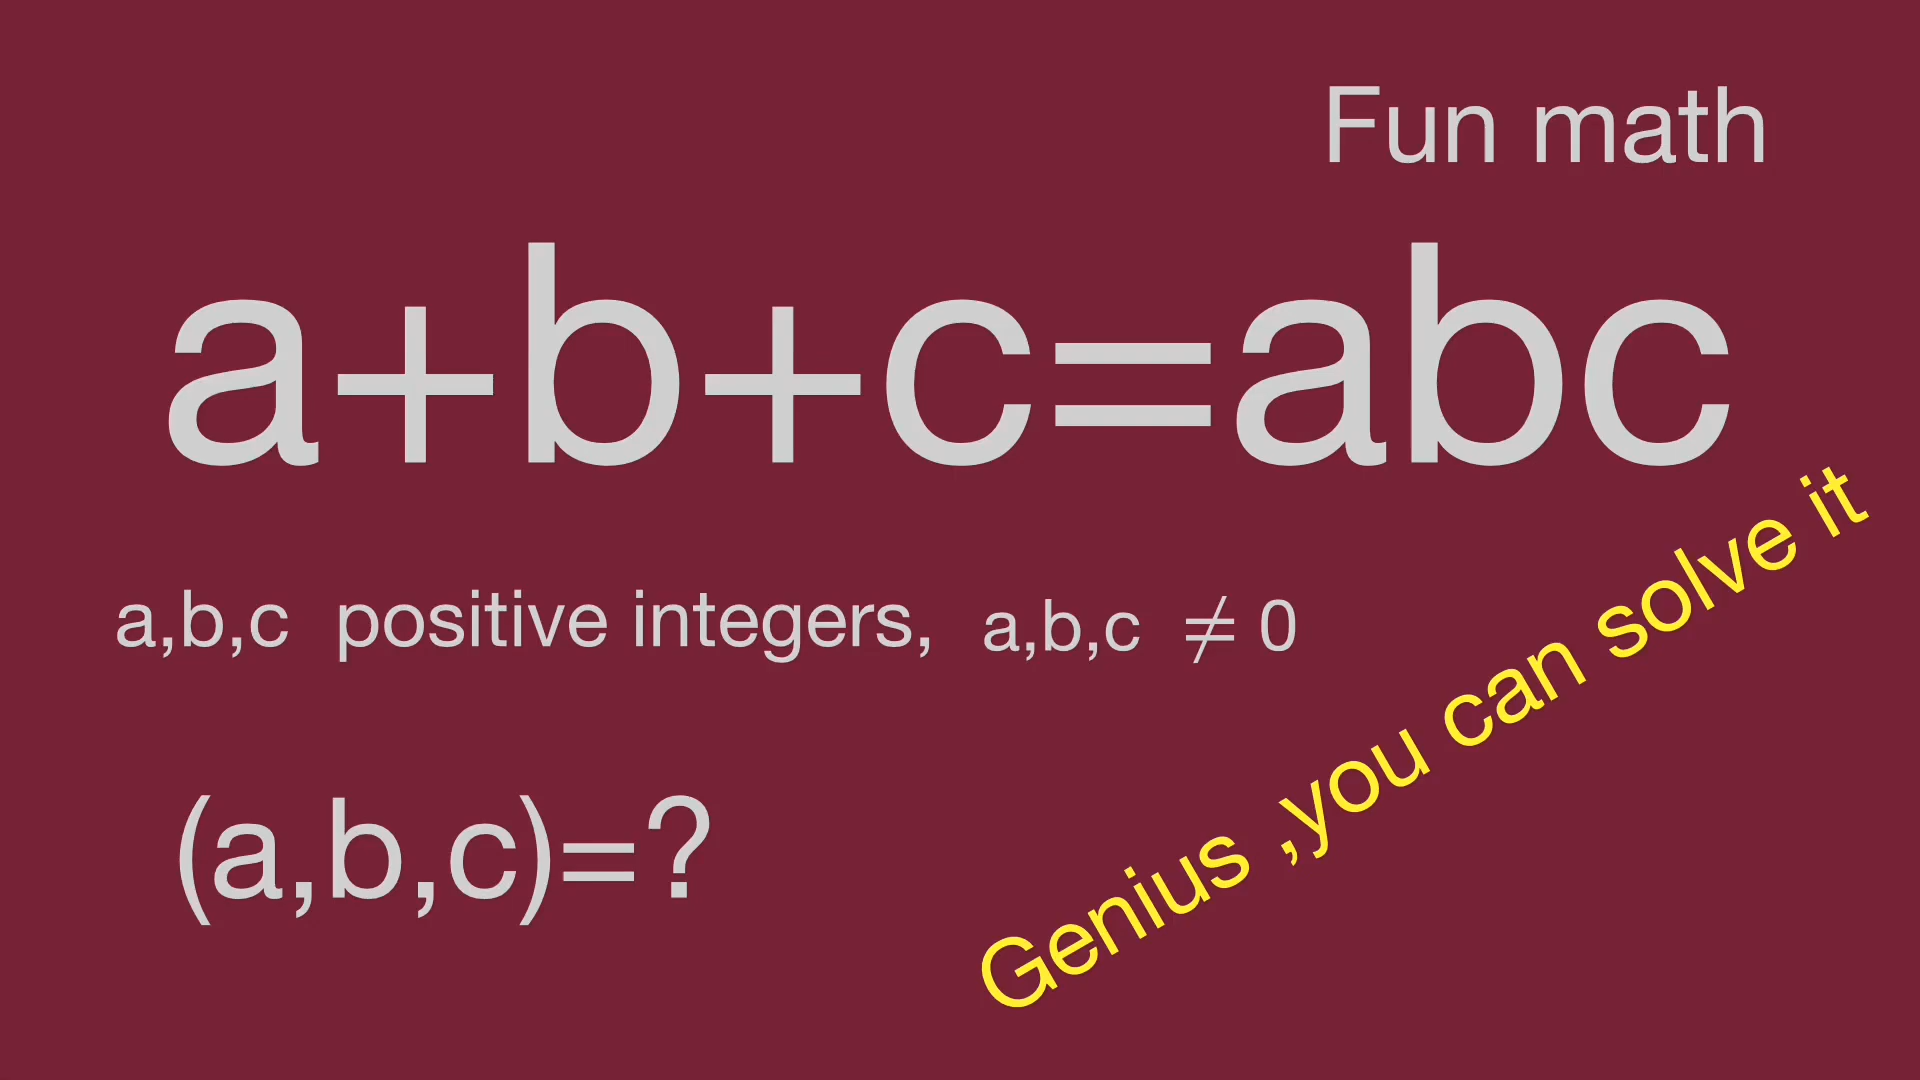 Fun math
a+b+c=abc
a,b,c positive integers, a,b,c ≠ 0
(a,b,c)=?
Genius ,you can solve it